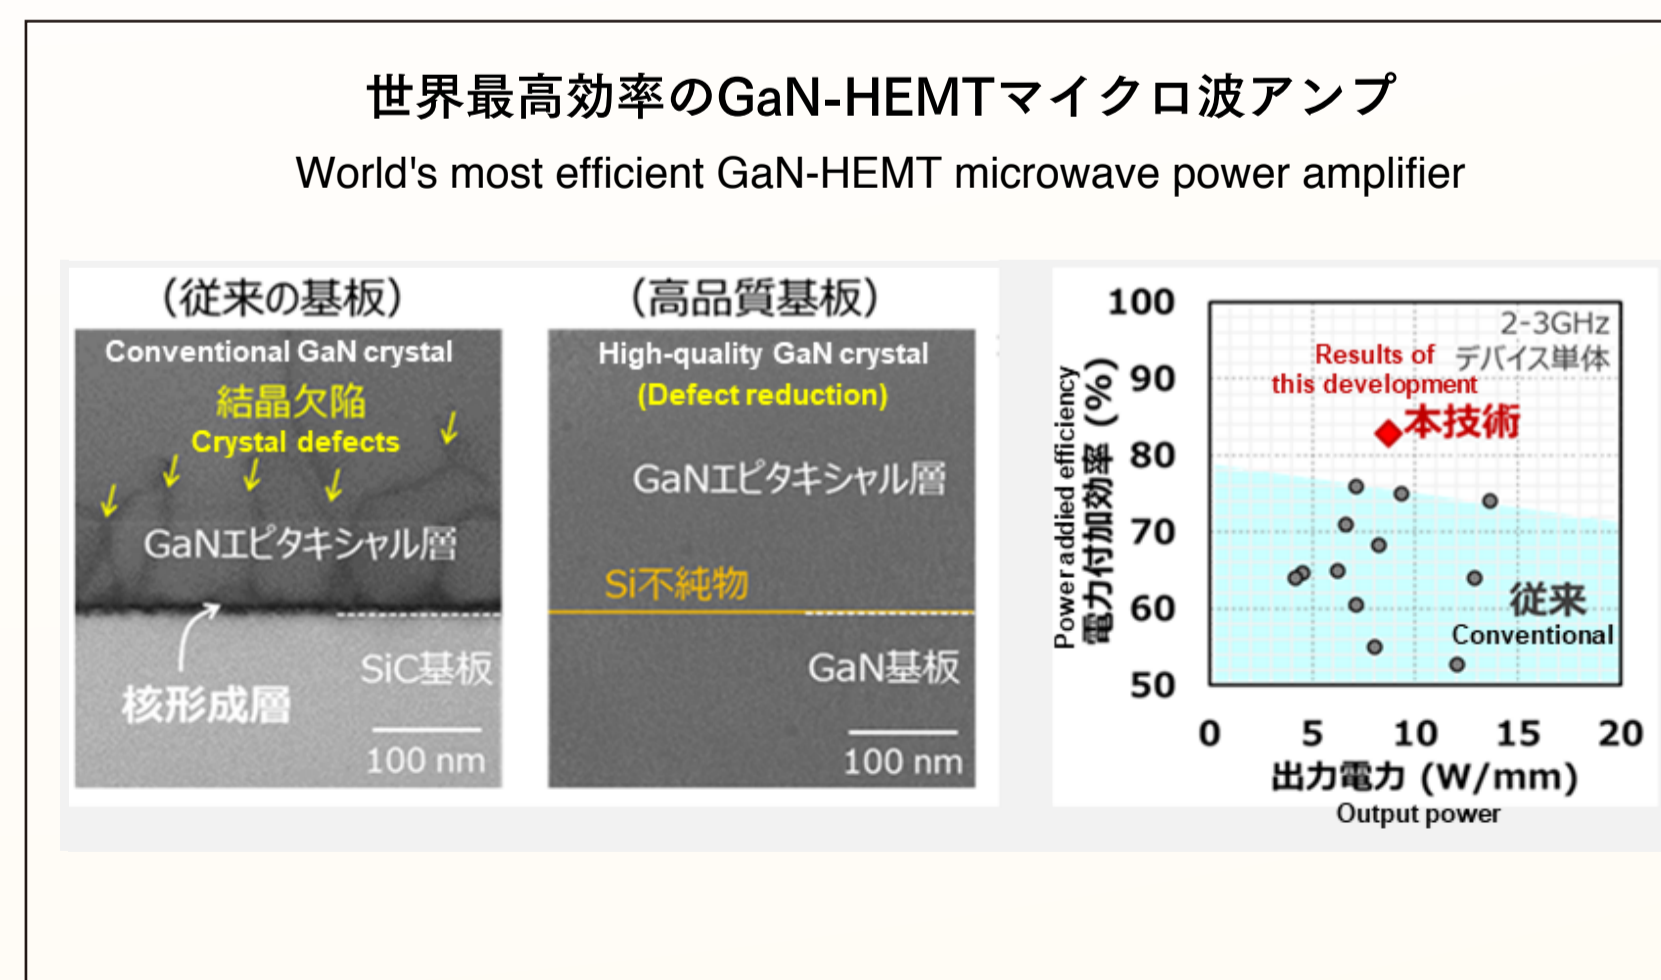 世界最高効率のGaN-HEMTマイクロ波アンプ
World's most efficient GaN-HEMT microwave power amplifier
（従来の基板）
Conventional GaN crystal
結晶欠陥
Crystal defects
GaNエピタキシャル層
核形成層
SiC基板
100 nm
（高品質基板）
High-quality GaN crystal
(Defect reduction)
GaNエピタキシャル層
Si不純物
GaN基板
100 nm
Power addied efficiency
電力付加効率 (%)
100
90
80
70
60
50
2-3GHz
デバイス単体
Results of
this development
本技術
従来
Conventional
0 5 10 15 20
出力電力 (W/mm)
Output power